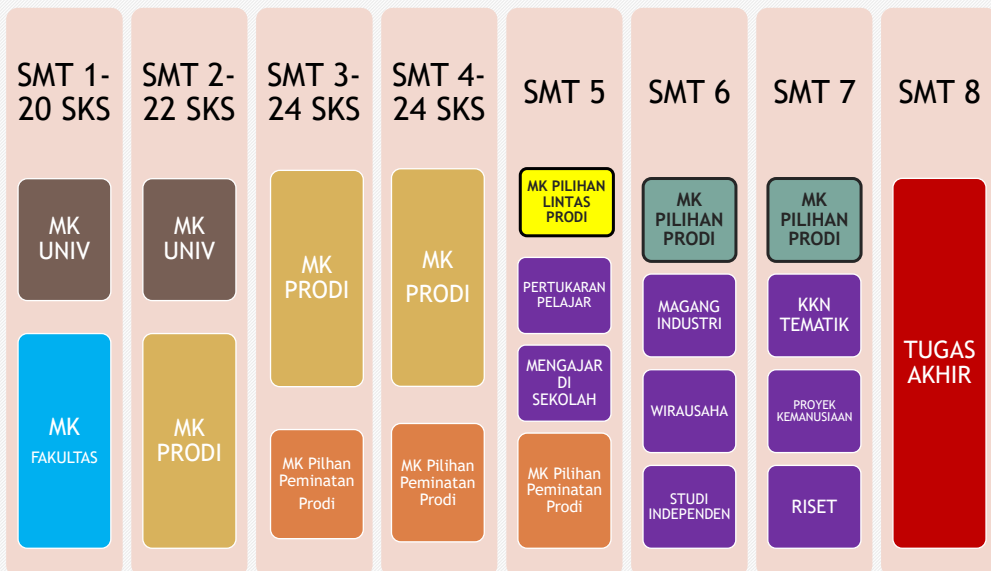 SMT 1-
20 SKS
MK
UNIV
MK
FAKULTAS
SMT 2-
22 SKS
MK
UNIV
MK
PRODI
SMT 3-
24 SKS
MK
PRODI
MK Pilhan
Peminatan
Prodi
SMT 4-
24 SKS
MK
PRODI
MK Pilihan
Peminatan
Prodi
SMT 5
MK PILIHAN
LINTAS
PRODI
PERTUKARAN
PELAJAR
MENGAJAR
DI
SEKOLAH
MK Pilihan
Peminatan
Prodi
SMT 6
MK
PILIHAN
PRODI
MAGANG
INDUSTRI
WIRAUSAHA
STUDI
INDEPENDEN
SMT 7
MK
PILIHAN
PRODI
KKN
TEMATIK
PROYEK
KEMANUSIAAN
RISET
SMT 8
TUGAS
AKHIR